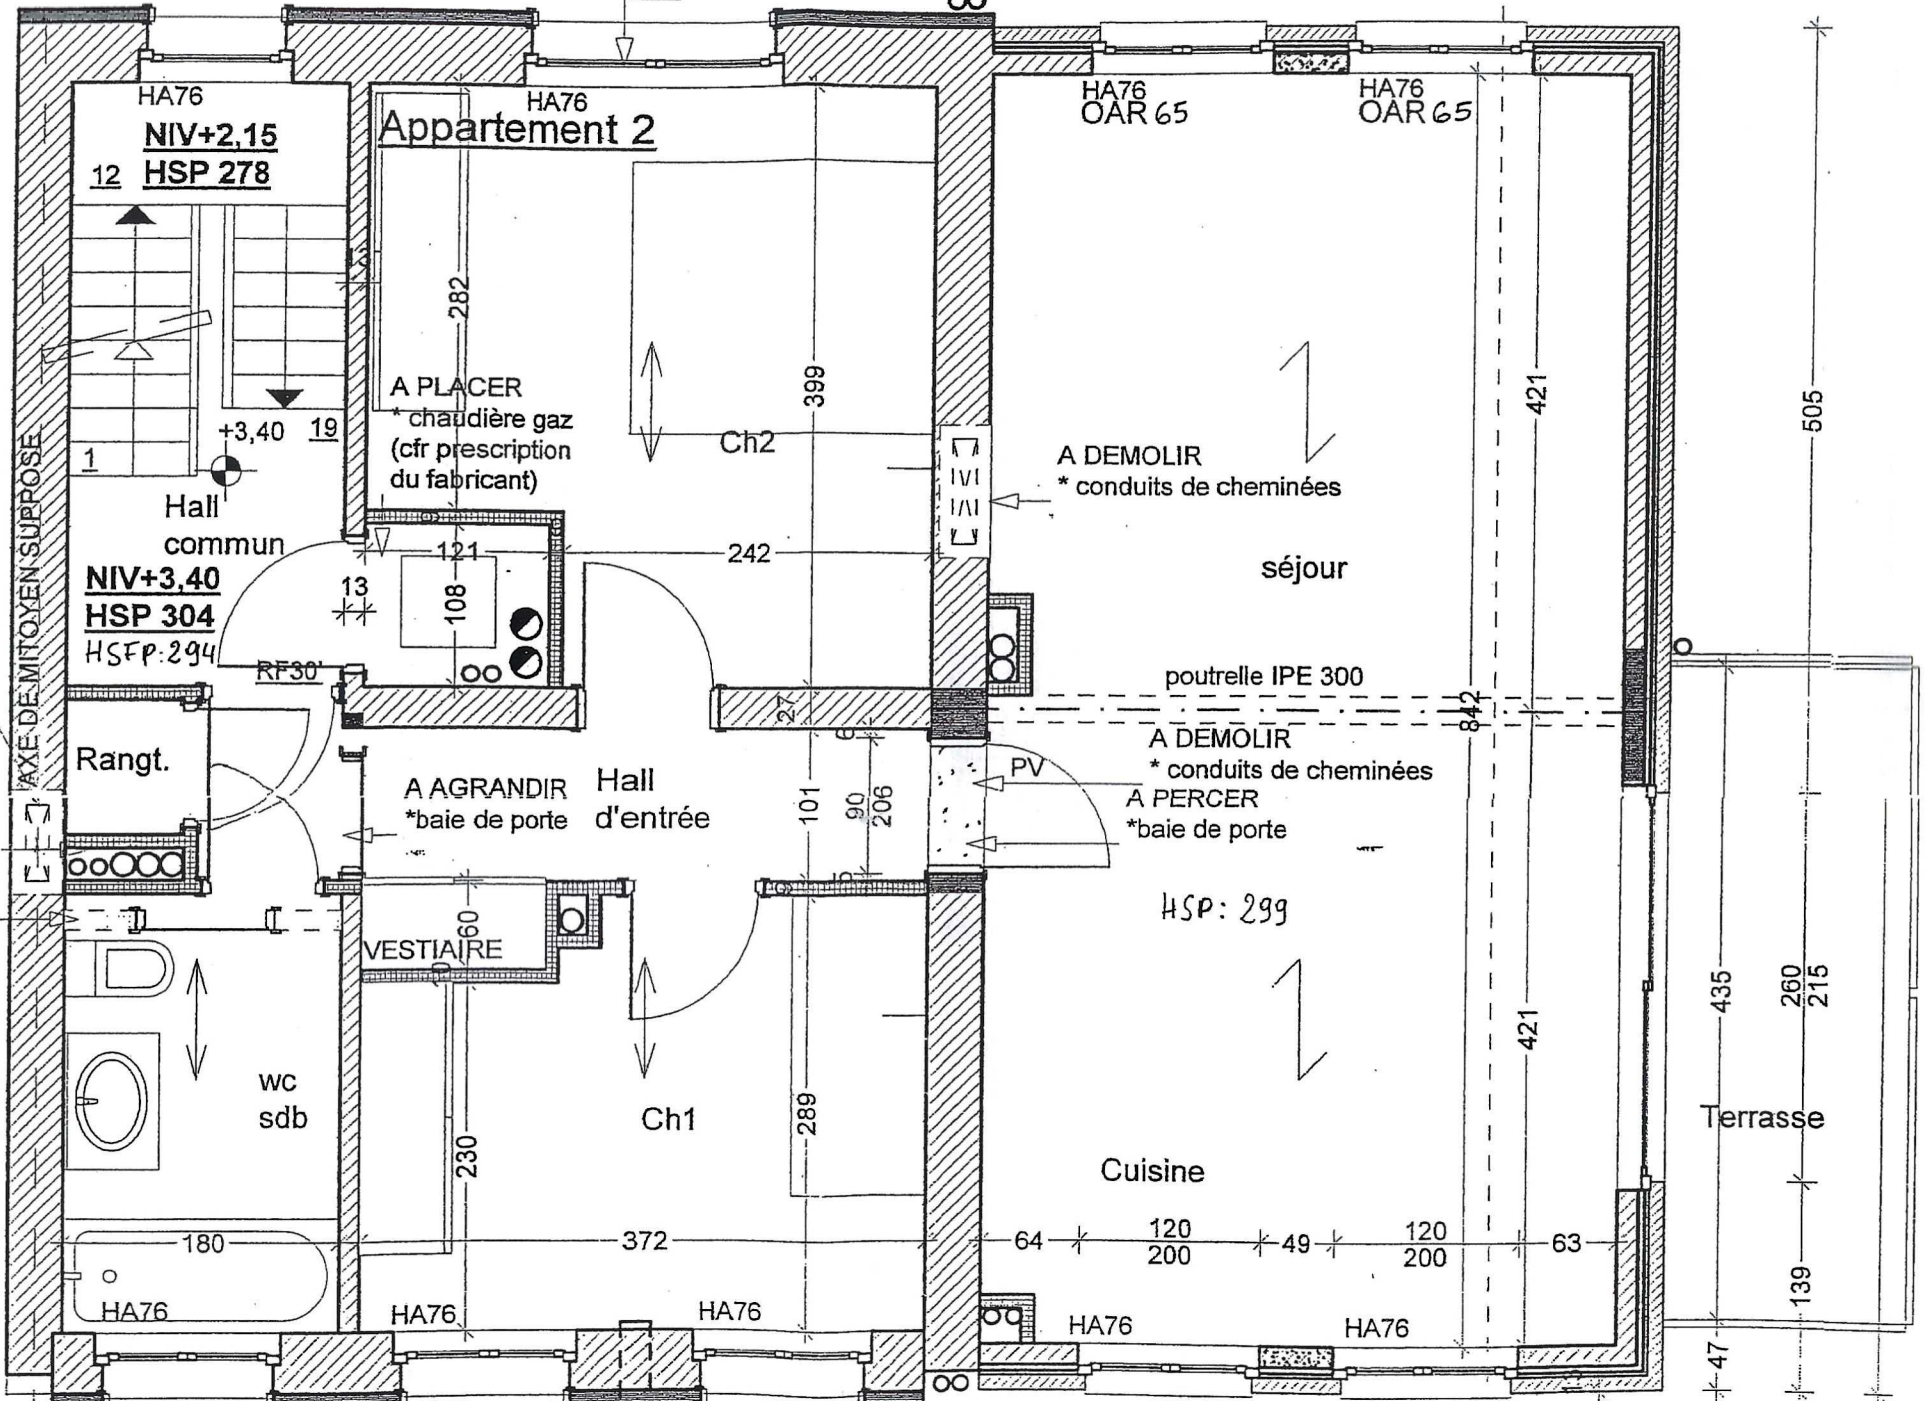 HA76
NIV+2,15
HSP 278
12
HA76
Appartement 2
HA76
OAR 65
HA76
OAR 65
13
282
399
421
505
842
A PLACER
* chaudière gaz
(cfr prescription
du fabricant)
Ch2
+3,40
19
1
Hall
commun
NIV+3,40
HSP 304
HSFP:294
RF30'
AXE DE MITOYEN SUPPOSE
121
242
13
108
A DEMOLIR
* conduits de cheminées
séjour
poutrelle IPE 300
27
Rangt.
A AGRANDIR
*baie de porte
Hall
d'entrée
101
90
206
PV
A DEMOLIR
* conduits de cheminées
A PERCER
*baie de porte
HSP: 299
VESTIAIRE
60
wc
sdb
230
Ch1
289
421
435
260
215
Terrasse
Cuisine
180
372
64
120
200
49
120
200
63
139
47
HA76
HA76
HA76
HA76
HA76